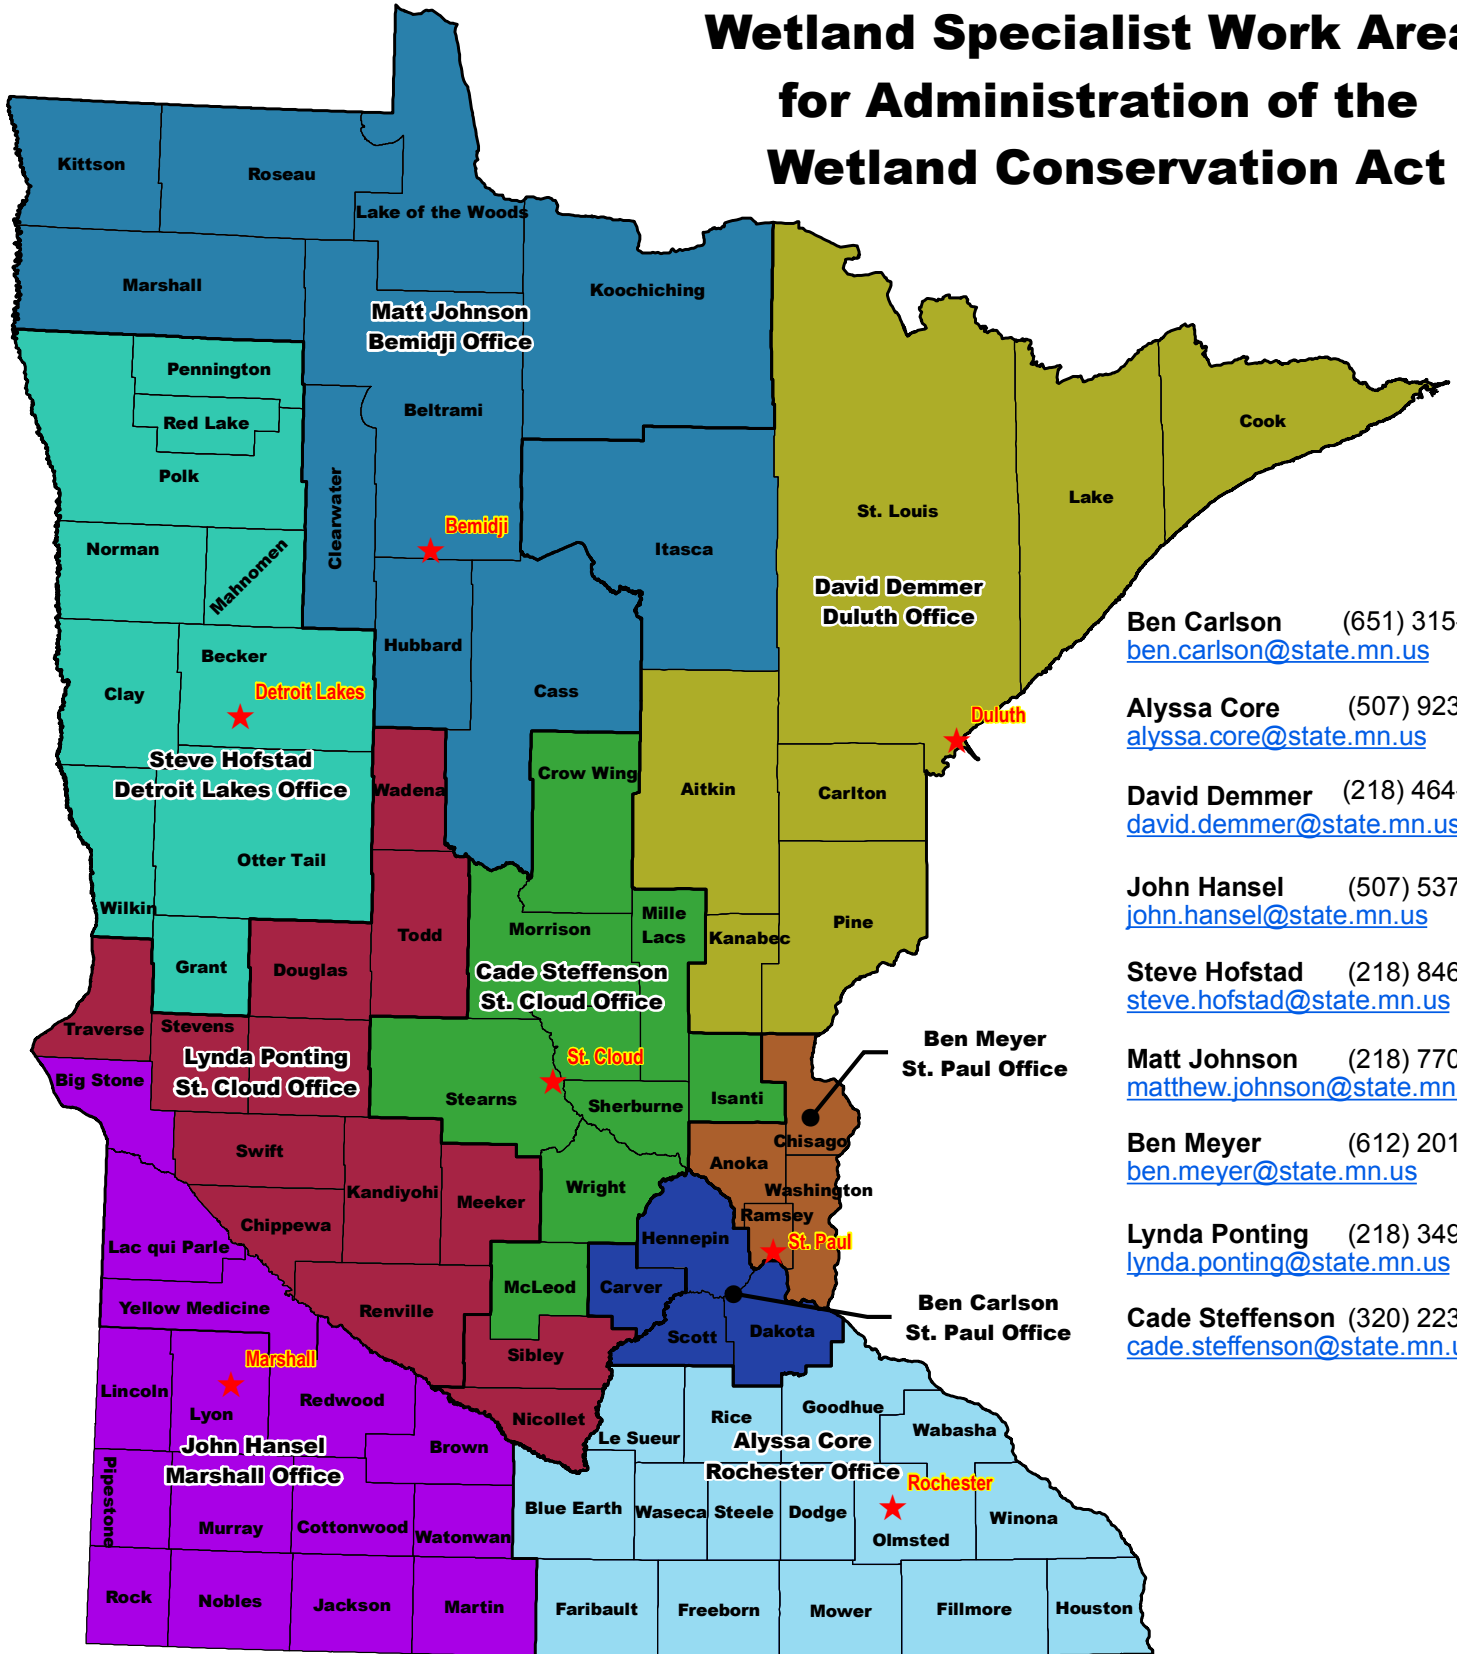 Wetland Specialist Work Area
for Administration of the
Wetland Conservation Act
Kittson
Roseau
Lake of the Woods
Marshall
Koochiching
Matt Johnson
Bemidji Office
Pennington
Red Lake
Beltrami
Polk
Clearwater
Cook
Lake
St. Louis
Itasca
Bemidji
Norman
Mahnomen
David Demmer
Duluth Office
Hubbard
Becker
Clay
Detroit Lakes
Cass
Duluth
Steve Hofstad
Detroit Lakes Office
Wadena
Crow Wing
Aitkin
Carlton
Otter Tail
Wilkin
Todd
Morrison
Mille
Lacs
Kanabec
Pine
Grant
Douglas
Cade Steffenson
St. Cloud Office
Traverse
Stevens
Lynda Ponting
St. Cloud Office
St. Cloud
Ben Meyer
St. Paul Office
Big Stone
Stearns
Sherburne
Isanti
Chisago
Swift
Anoka
Kandiyohi
Meeker
Wright
Washington
Ramsey
Chippewa
Hennepin
St. Paul
Lac qui Parle
McLeod
Carver
Yellow Medicine
Renville
Ben Carlson
St. Paul Office
Scott
Dakota
Sibley
Marshall
Lincoln
Lyon
Redwood
Nicollet
Rice
Goodhue
Wabasha
Le Sueur
Brown
John Hansel
Marshall Office
Alyssa Core
Rochester Office
Rochester
Pipestone
Murray
Cottonwood
Watonwan
Blue Earth
Waseca
Steele
Dodge
Olmsted
Winona
Rock
Nobles
Jackson
Martin
Faribault
Freeborn
Mower
Fillmore
Houston
Ben Carlson (651) 315-
ben.carlson@state.mn.us
Alyssa Core (507) 923
alyssa.core@state.mn.us
David Demmer (218) 464-
david.demmer@state.mn.us
John Hansel (507) 537
john.hansel@state.mn.us
Steve Hofstad (218) 846
steve.hofstad@state.mn.us
Matt Johnson (218) 770
matthew.johnson@state.mn.
Ben Meyer (612) 201
ben.meyer@state.mn.us
Lynda Ponting (218) 349
lynda.ponting@state.mn.us
Cade Steffenson (320) 223
cade.steffenson@state.mn.u